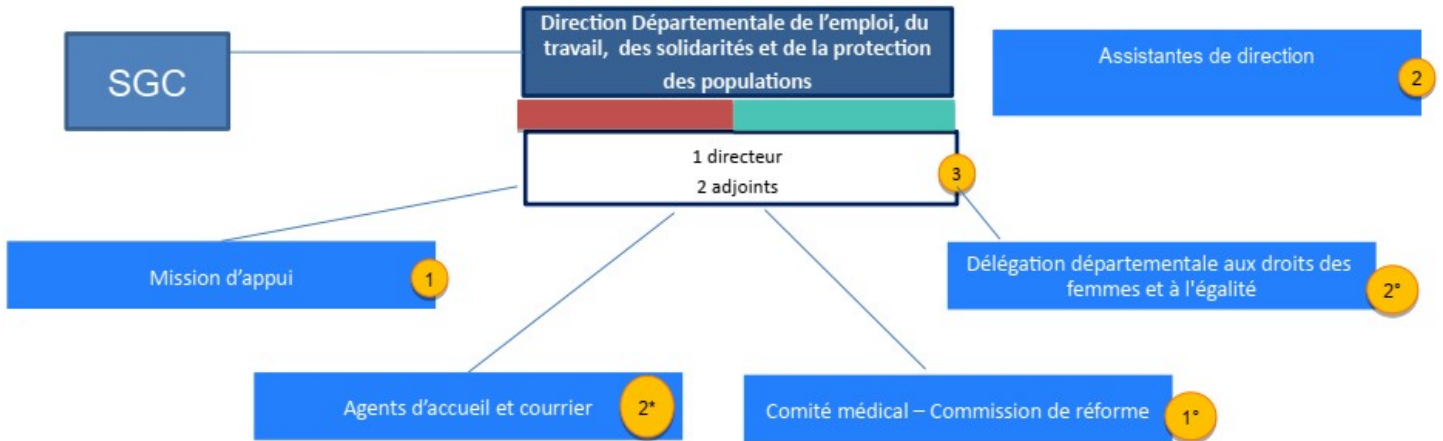 Direction Départementale de l’emploi, du
travail, des solidarités et de la protection
des populations
SGC
Assistantes de direction
2
1 directeur
2 adjoints
3
Mission d’appui
1
Délégation départementale aux droits des
femmes et à l'égalité
2°
Agents d’accueil et courrier
2*
Comité médical – Commission de réforme
1°